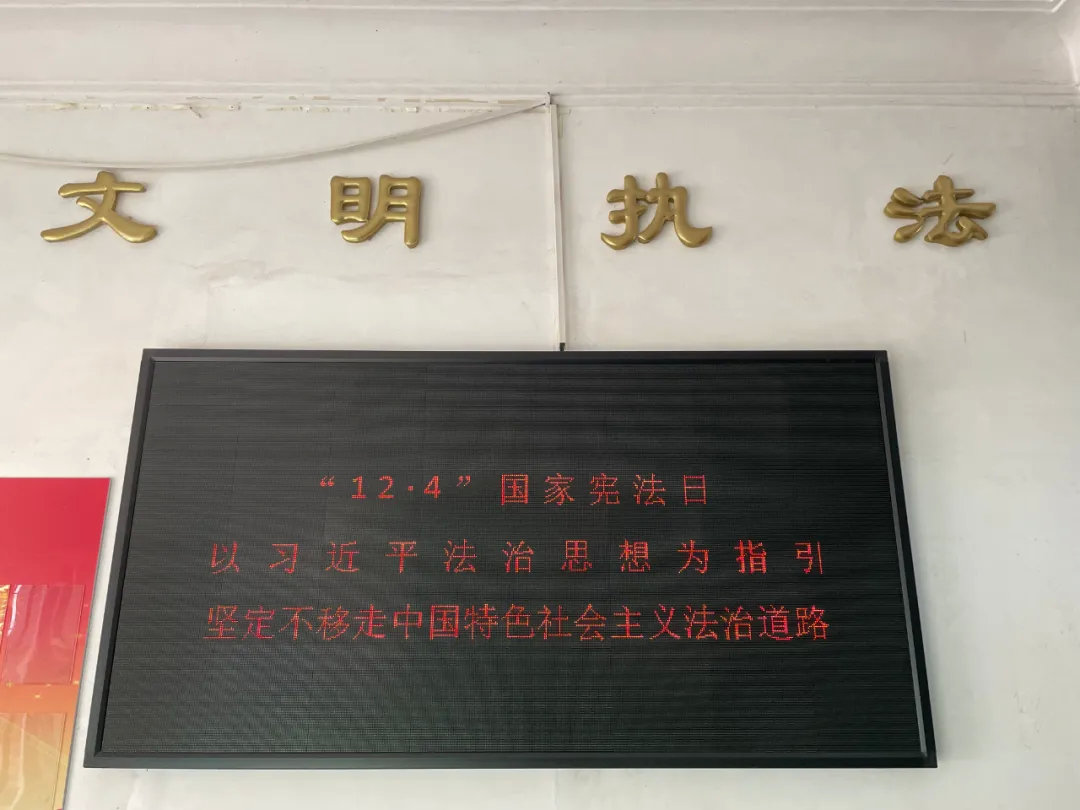 文明执法
“12·4”国家宪法日
以习近平法治思想为指引
坚定不移走中国特色社会主义法治道路